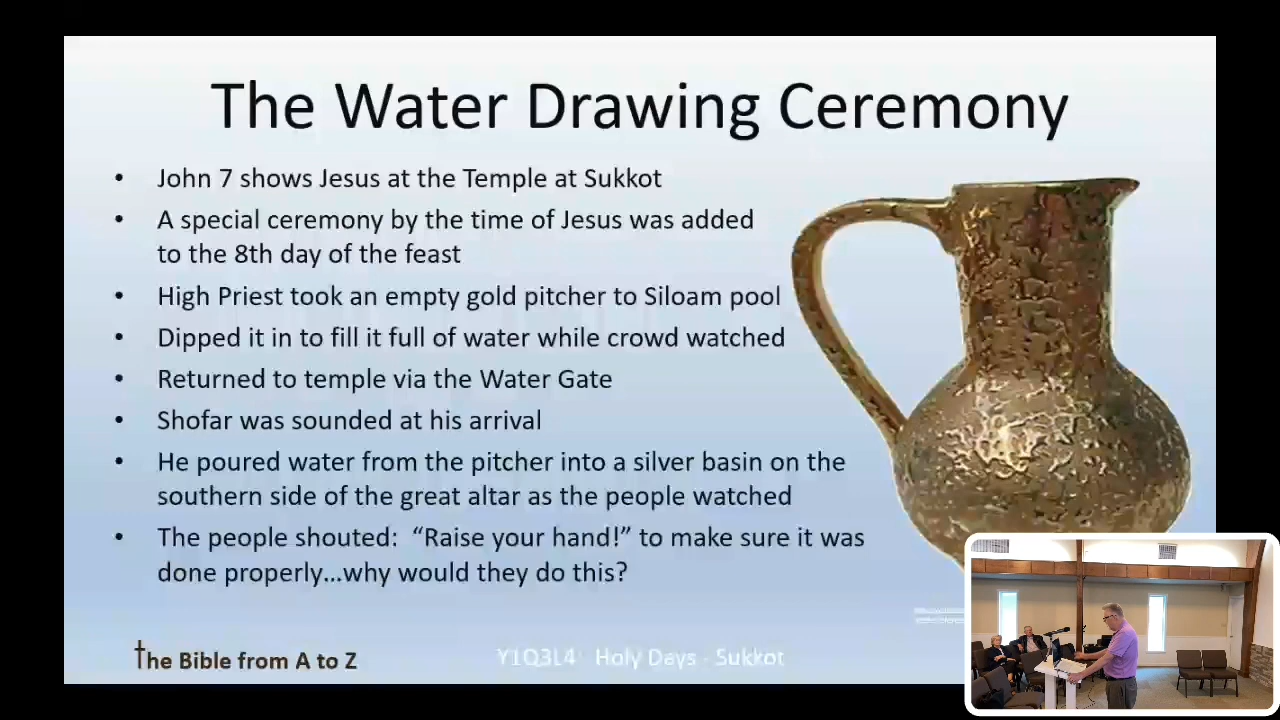 The Water Drawing Ceremony
• John 7 shows Jesus at the Temple at Sukkot
• A special ceremony by the time of Jesus was added
to the 8th day of the feast
• High Priest took an empty gold pitcher to Siloam pool
• Dipped it in to fill it full of water while crowd watched
• Returned to temple via the Water Gate
• Shofar was sounded at his arrival
• He poured water from the pitcher into a silver basin on the
southern side of the great altar as the people watched
• The people shouted:  “Raise your hand!” to make sure it was
done properly…why would they do this?
The Bible from A to Z
Y1Q3L4   Holy Days - Sukkot